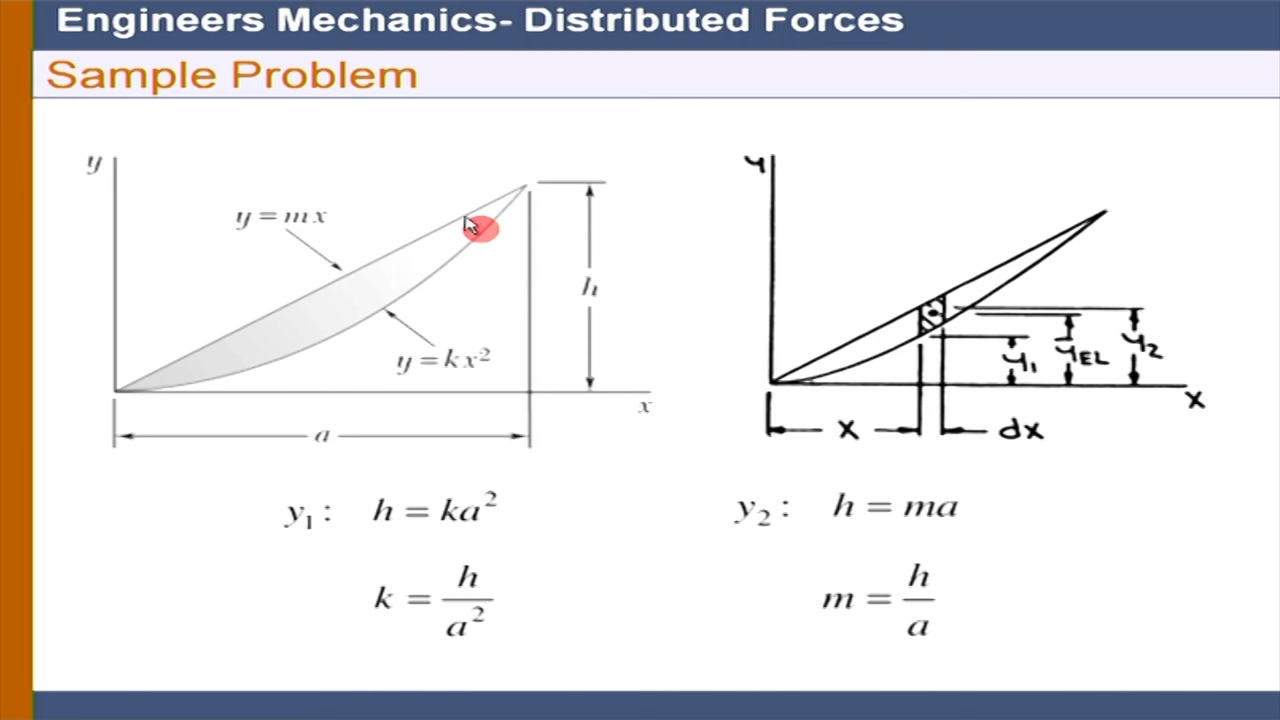 Engineers Mechanics- Distributed Forces
Sample Problem
y
y = mx
h
y = kx²
x
a
y
y₁
y_EL
y₂
x
x
dx
y₁ : h = ka²
y₂ : h = ma
k = h/a²
m = h/a